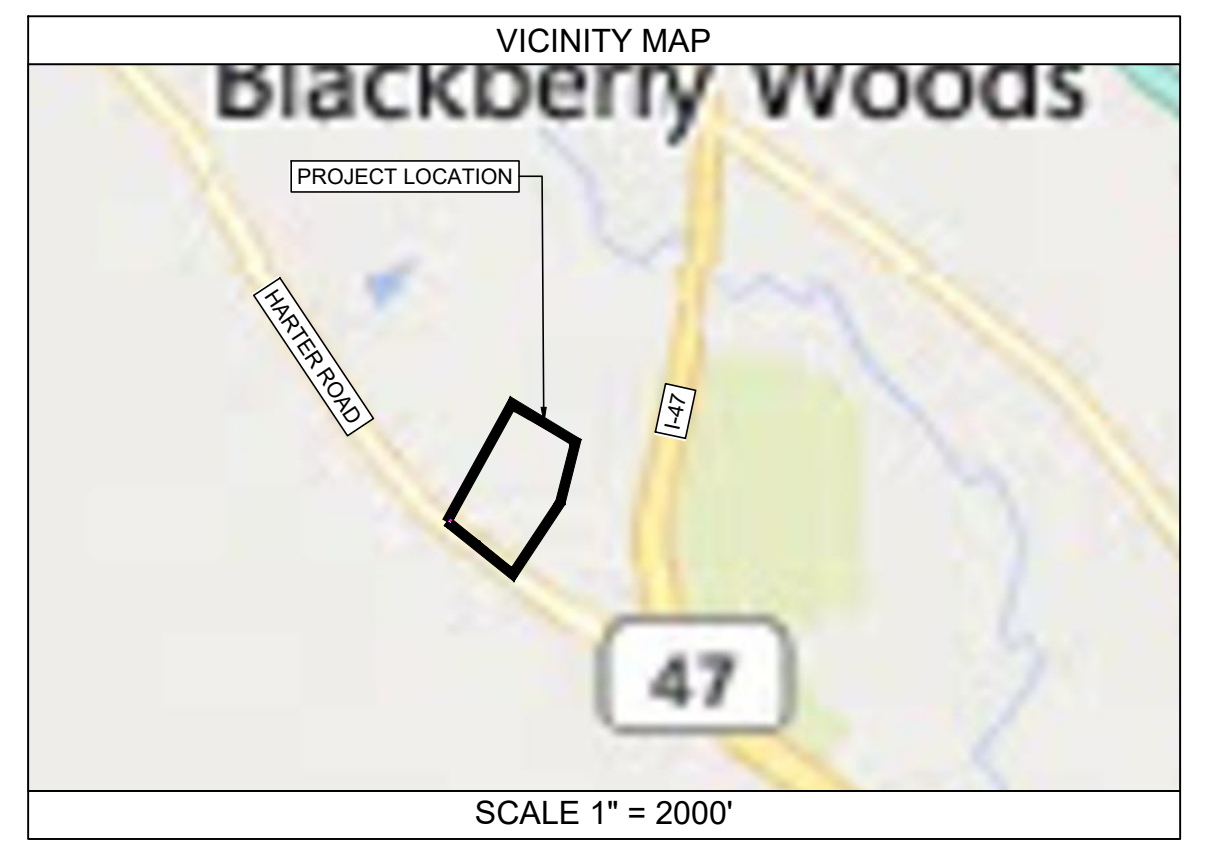 VICINITY MAP
Blackberry Woods
PROJECT LOCATION
HARTER ROAD
I-47
47
SCALE 1" = 2000'